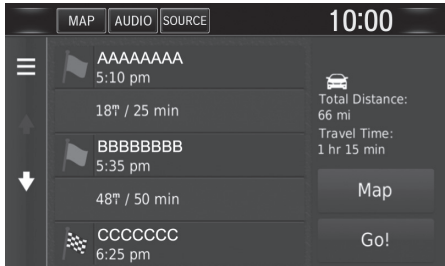 MAP AUDIO SOURCE 10:00
AAAAAAAA
5:10 pm
18 / 25 min
BBBBBBBB
5:35 pm
48 / 50 min
CCCCCCC
6:25 pm
Total Distance:
66 mi
Travel Time:
1 hr 15 min
Map
Go!